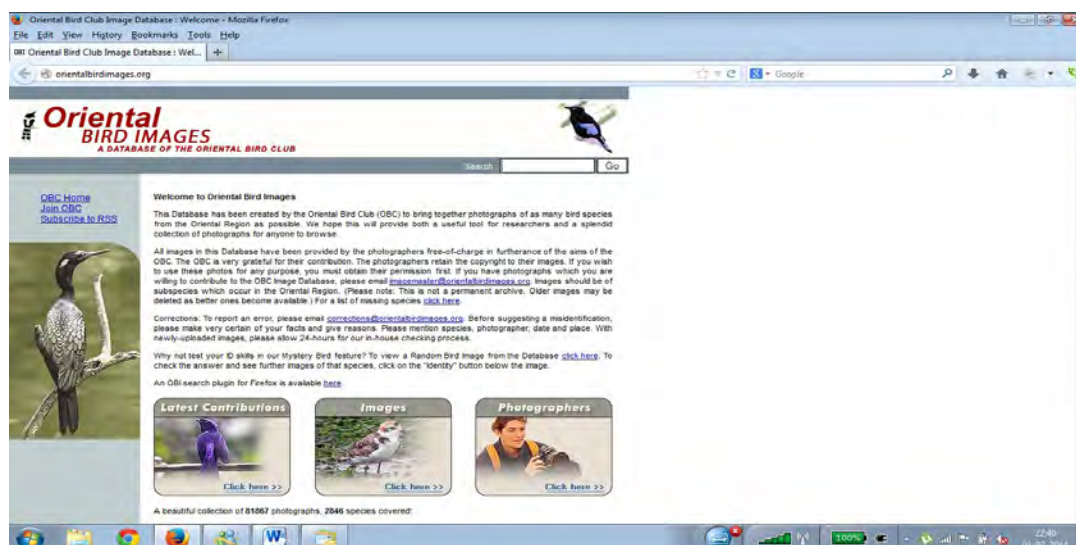 Oriental Bird Club Image Database : Welcome - Mozilla Firefox
File Edit View History Bookmarks Tools Help
OBI Oriental Bird Club Image Database : Wel... +
orientalbirdimages.org
Google
Oriental
BIRD IMAGES
A DATABASE OF THE ORIENTAL BIRD CLUB
Search Go
OBC Home
Join OBC
Subscribe to RSS
Welcome to Oriental Bird Images
This Database has been created by the Oriental Bird Club (OBC) to bring together photographs of as many bird species
from the Oriental Region as possible. We hope this will provide both a useful tool for researchers and a splendid
collection of photographs for anyone to browse.
All images in this Database have been provided by the photographers free-of-charge in furtherance of the aims of the
OBC. The OBC is very grateful for their contribution. The photographers retain the copyright to their images. If you wish
to use these photos for any purpose, you must obtain their permission first. If you have photographs which you are
willing to contribute to the OBC Image Database, please email imagemaster@orientalbirdimages.org. Images should be of
subspecies which occur in the Oriental Region. (Please note: This is not a permanent archive. Older images may be
deleted as better ones become available.) For a list of missing species click here.
Corrections: To report an error, please email corrections@orientalbirdimages.org. Before suggesting a misidentification,
please make very certain of your facts and give reasons. Please mention species, photographer, date and place. With
newly-uploaded images, please allow 24-hours for our in-house checking process.
Why not test your ID skills in our Mystery Bird feature? To view a Random Bird Image from the Database click here. To
check the answer and see further images of that species, click on the "Identity" button below the image.
An OBI search plugin for Firefox is available here
Latest Contributions
Images
Photographers
Click here >>
Click here >>
Click here >>
A beautiful collection of 81867 photographs, 2846 species covered!
100%
22:40